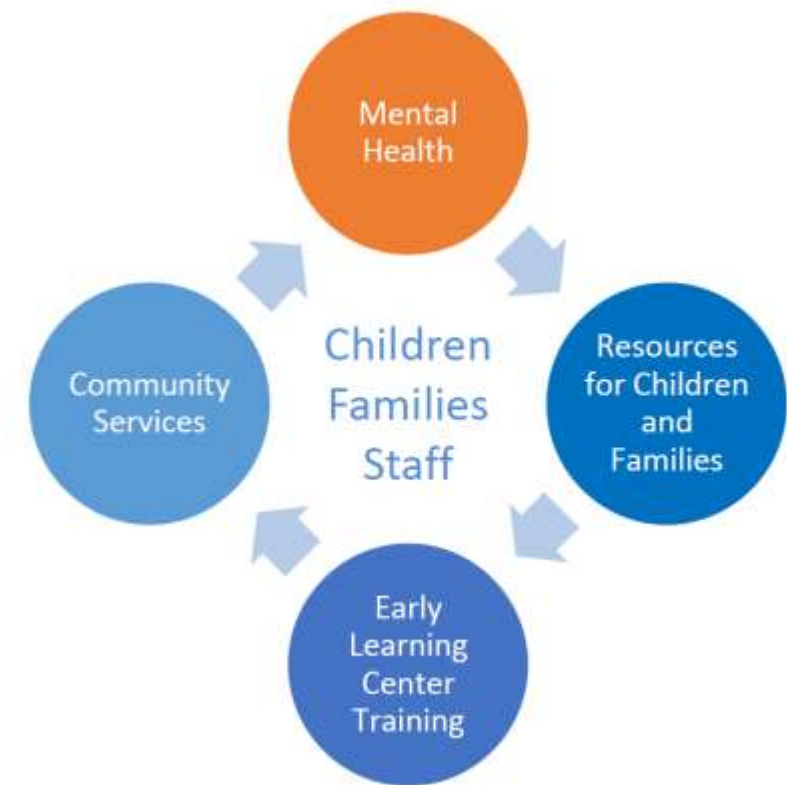 Mental
Health
Resources
for Children
and
Families
Children
Families
Staff
Community
Services
Early
Learning
Center
Training